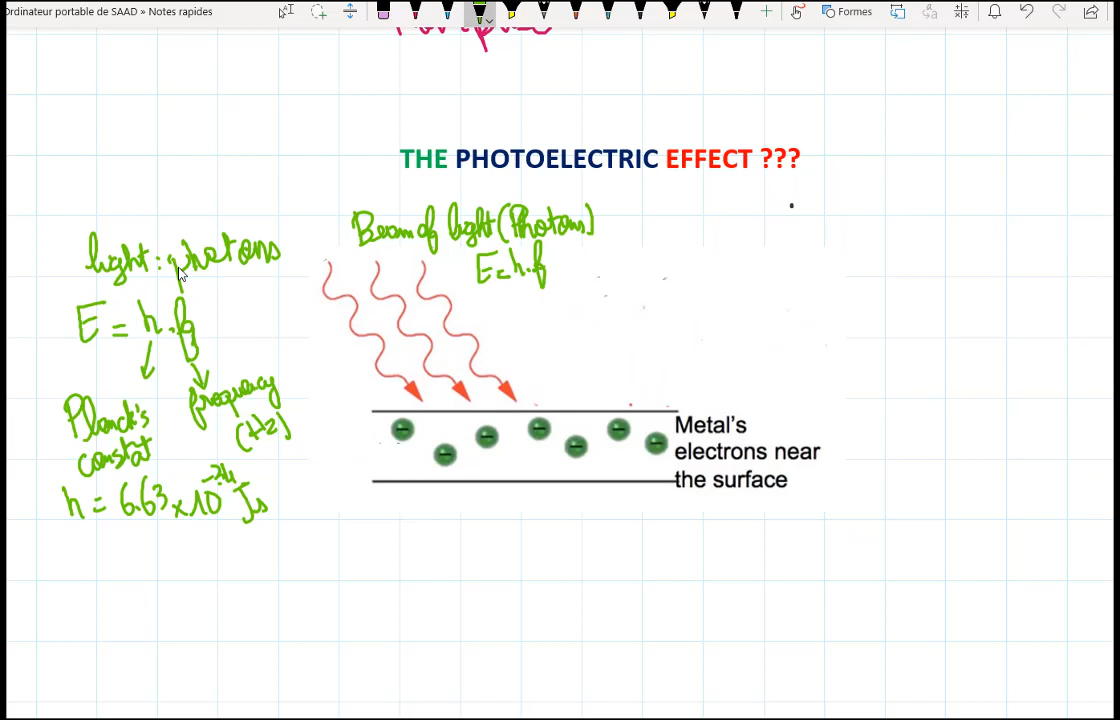 Ordinateur portable de SAAD » Notes rapides
Formes
THE PHOTOELECTRIC EFFECT ???
Beam of light (Photons)
E=h.f
light: photons
E = h.f
Planck's
constat
frequency
(Hz)
h = 6.63 x 10^-34 Js
Metal's
electrons near
the surface